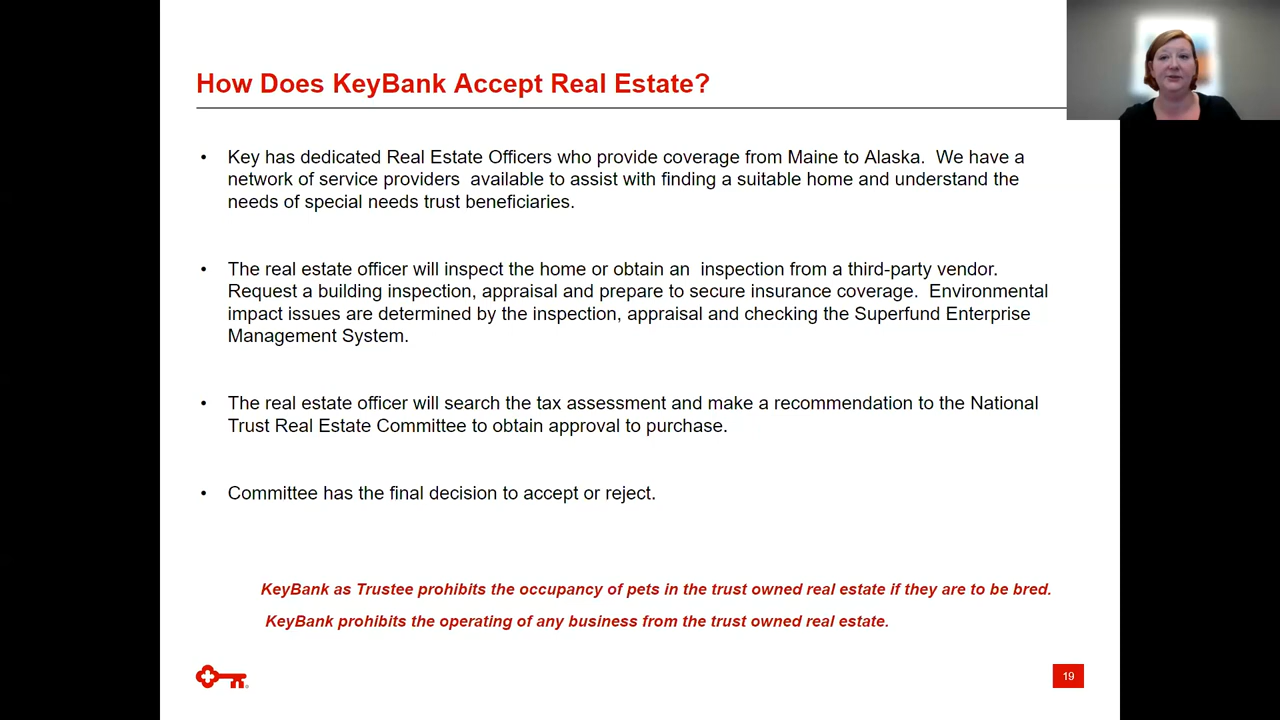 How Does KeyBank Accept Real Estate?
• Key has dedicated Real Estate Officers who provide coverage from Maine to Alaska.  We have a
network of service providers  available to assist with finding a suitable home and understand the
needs of special needs trust beneficiaries.
• The real estate officer will inspect the home or obtain an  inspection from a third-party vendor.
Request a building inspection, appraisal and prepare to secure insurance coverage.  Environmental
impact issues are determined by the inspection, appraisal and checking the Superfund Enterprise
Management System.
• The real estate officer will search the tax assessment and make a recommendation to the National
Trust Real Estate Committee to obtain approval to purchase.
• Committee has the final decision to accept or reject.
KeyBank as Trustee prohibits the occupancy of pets in the trust owned real estate if they are to be bred.
KeyBank prohibits the operating of any business from the trust owned real estate.
19